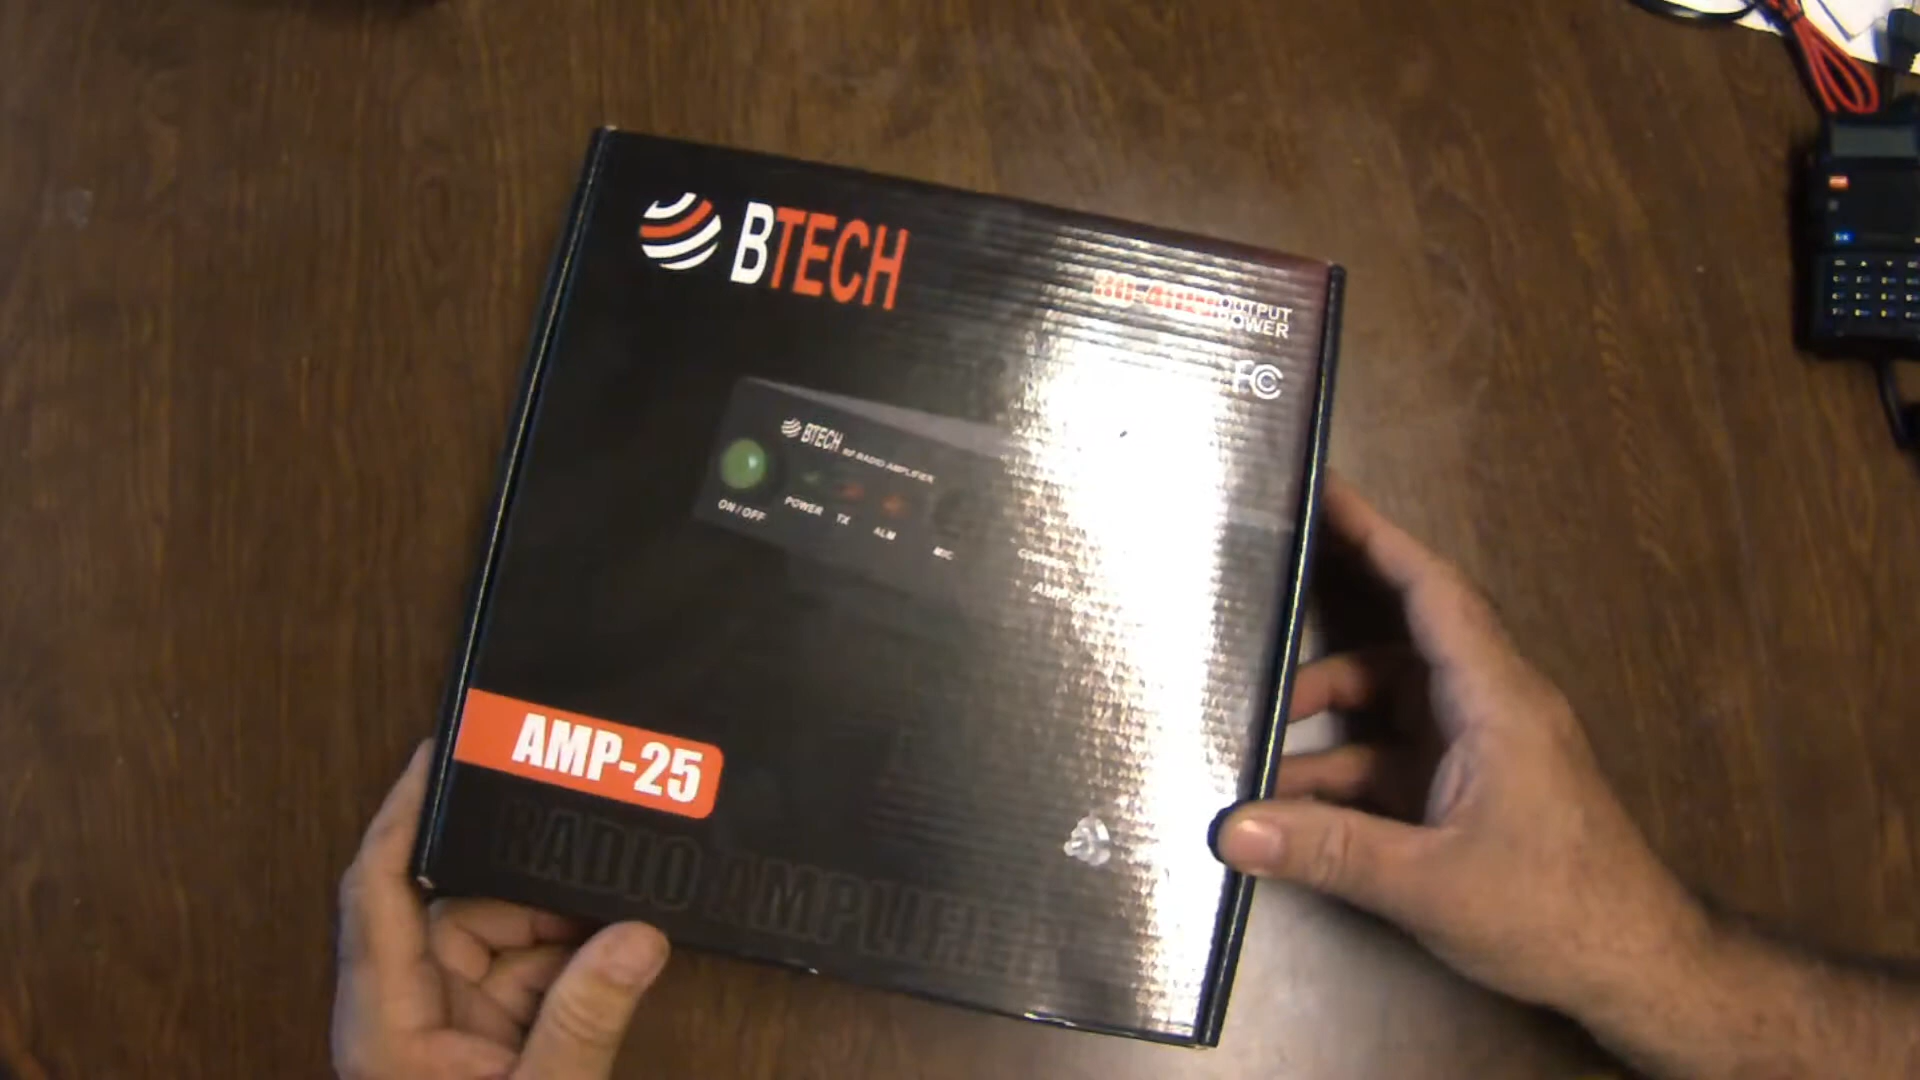 BTECH
OUTPUT
POWER
FC
BTECH RF RADIO AMPLIFIER
ON / OFF
POWER
TX
ALM
MIC
AMP-25
RADIO AMPLIFIER